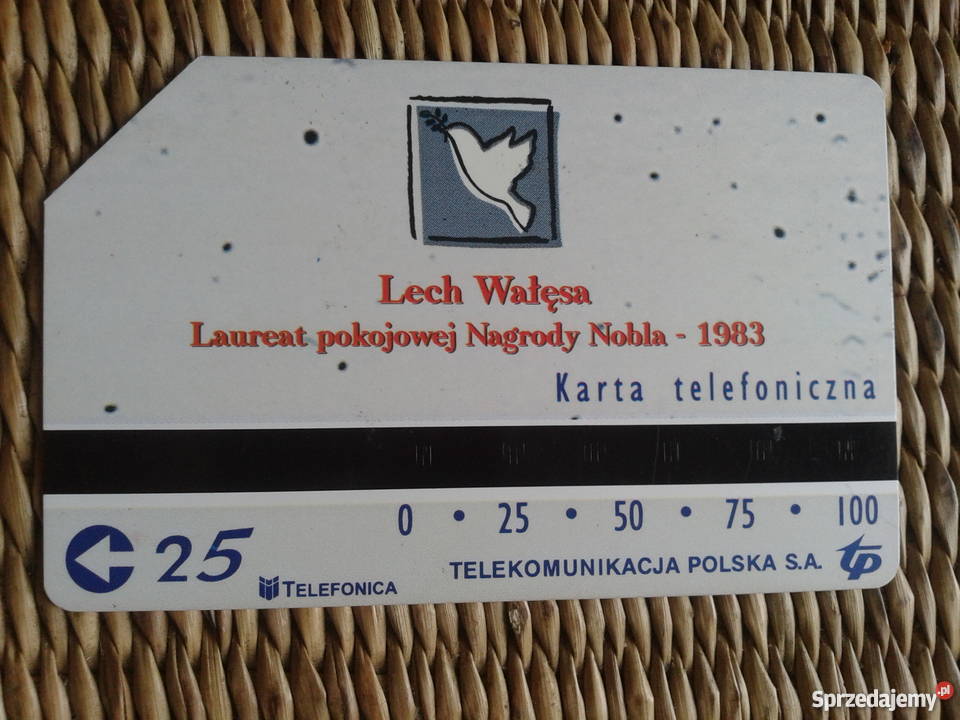 Lech Wałęsa
Laureat pokojowej Nagrody Nobla - 1983
Karta telefoniczna
0 • 25 • 50 • 75 • 100
25
TELEFONICA
TELEKOMUNIKACJA POLSKA S.A.
tp
Sprzedajemy.pl